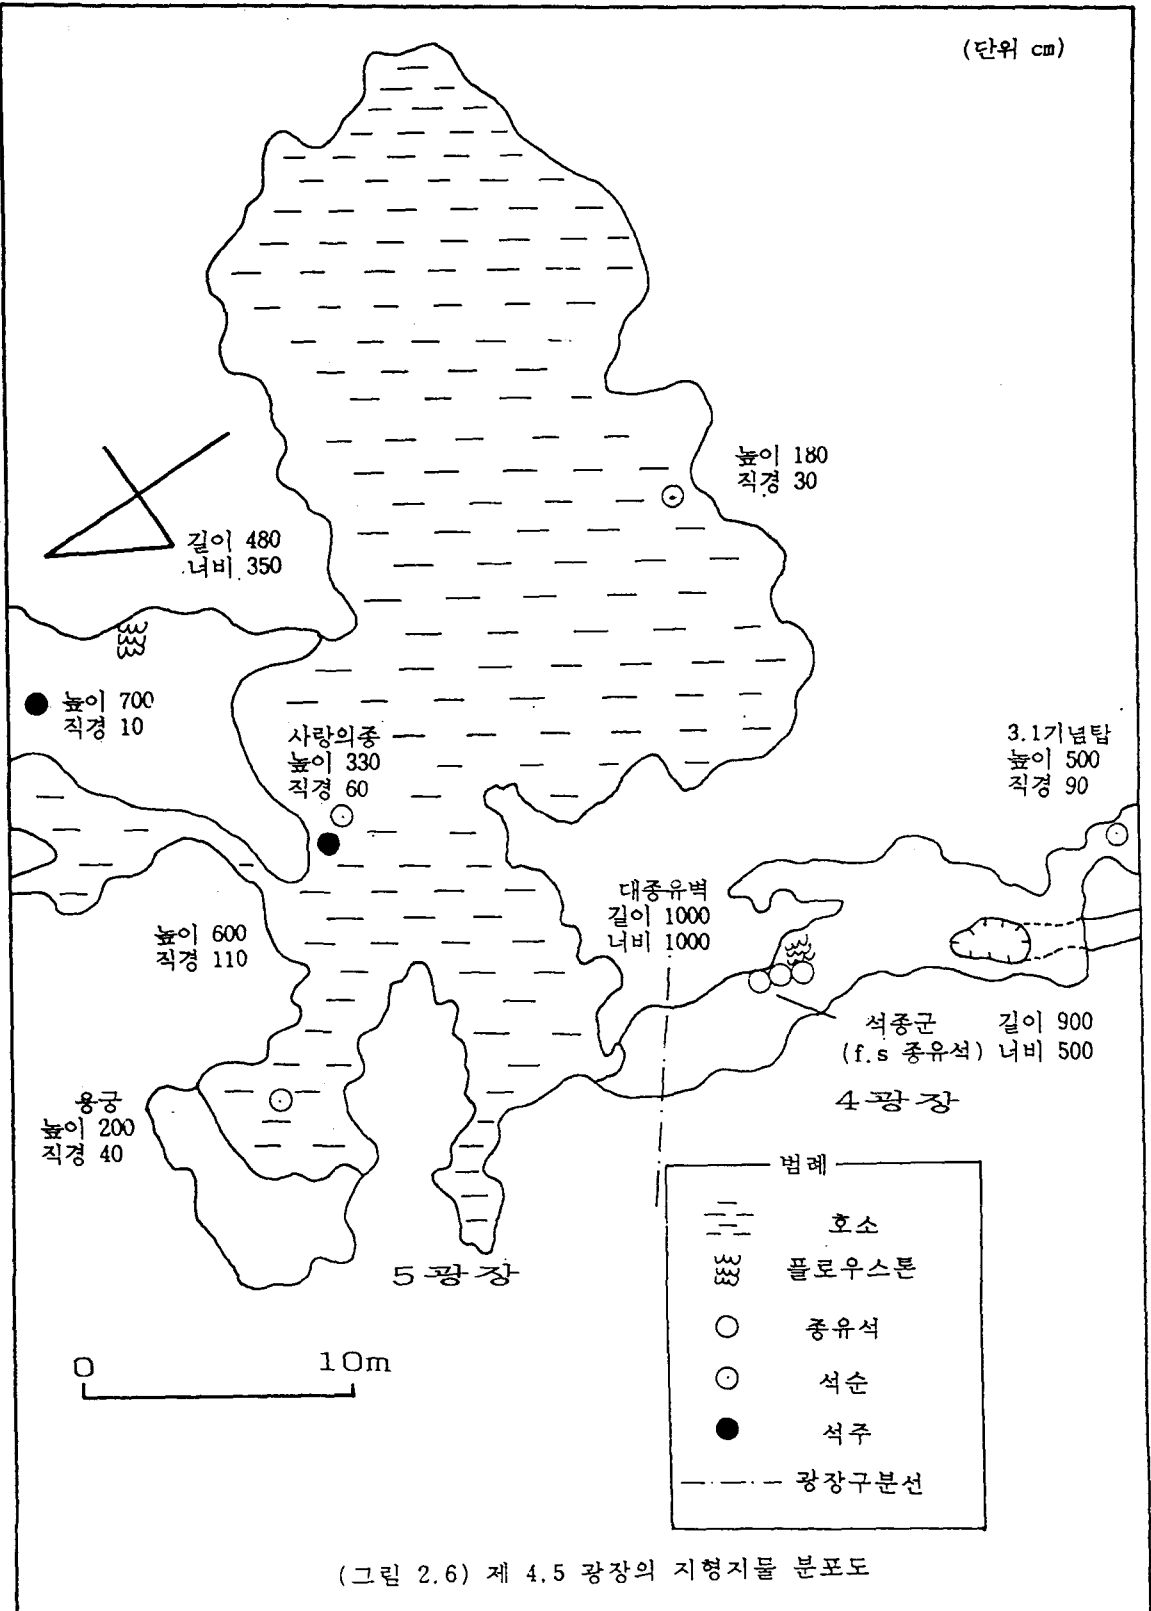 (단위 cm)
높이 180
직경 30
길이 480
너비 350
높이 700
직경 10
사랑의종
높이 330
직경 60
3.1기념탑
높이 500
직경 90
대종유벽
길이 1000
너비 1000
높이 600
직경 110
석종군 길이 900
(f.s 종유석) 너비 500
4광장
용궁
높이 200
직경 40
5광장
0 10m
범례
호소
플로우스톤
종유석
석순
석주
광장구분선
(그림 2.6) 제 4.5 광장의 지형지물 분포도